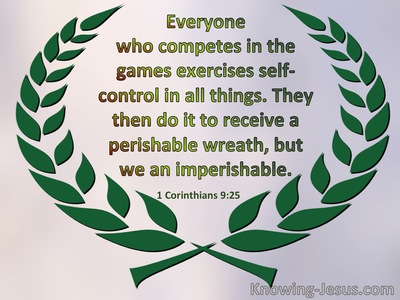 Everyone
who competes in the
games exercises self-
control in all things. They
then do it to receive a
perishable wreath, but
we an imperishable.
1 Corinthians 9:25
Knowing-Jesus.com